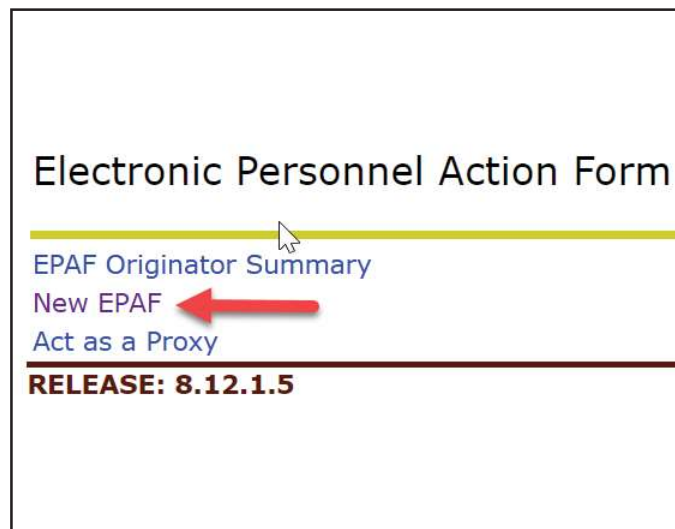 Electronic Personnel Action Form
EPAF Originator Summary
New EPAF
Act as a Proxy
RELEASE: 8.12.1.5